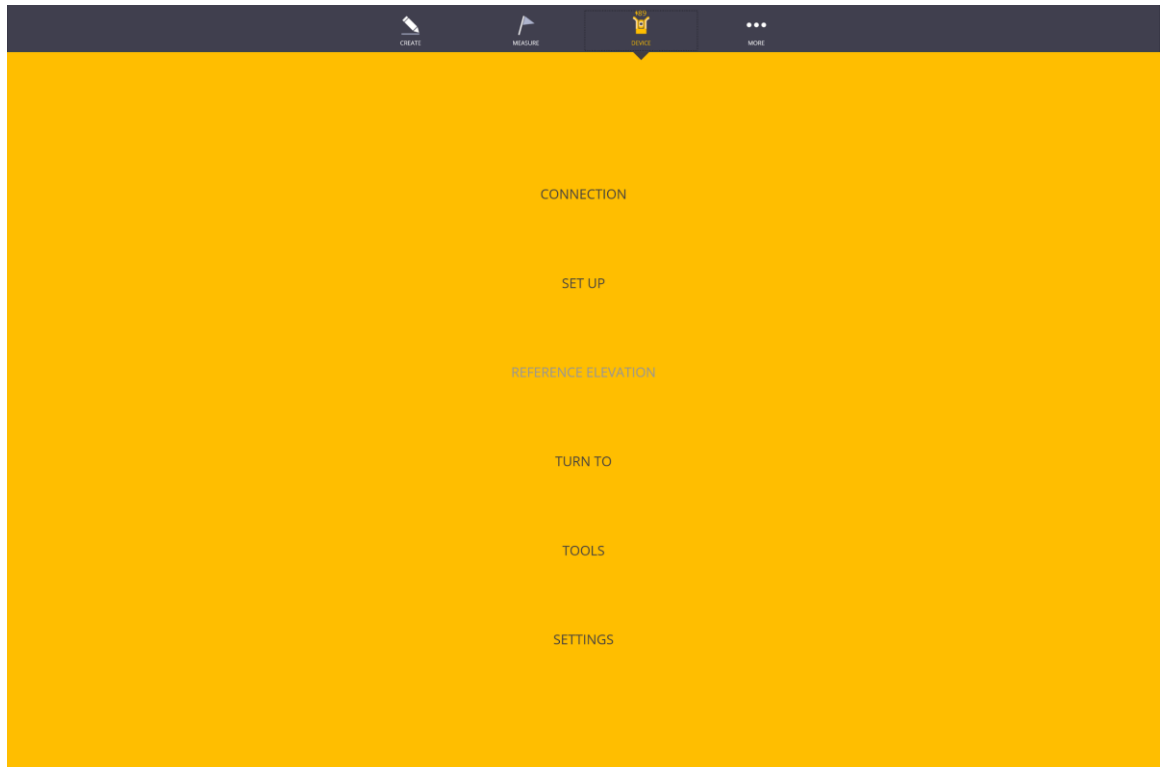 CREATE
MEASURE
DEVICE
MORE
CONNECTION
SET UP
REFERENCE ELEVATION
TURN TO
TOOLS
SETTINGS